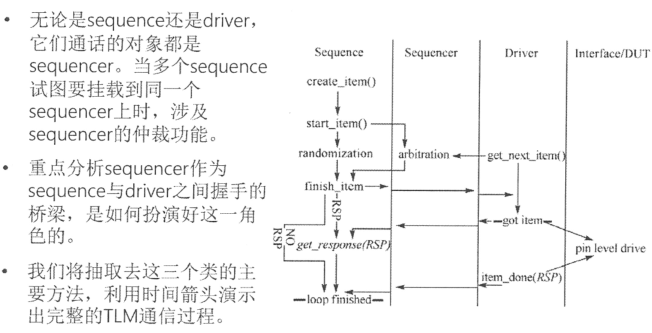 • 无论是sequence还是driver，
它们通话的对象都是
sequencer。当多个sequence
试图要挂载到同一个
sequencer上时，涉及
sequencer的仲裁功能。
• 重点分析sequencer作为
sequence与driver之间握手的
桥梁，是如何扮演好这一角
色的。
• 我们将抽取去这三个类的主
要方法，利用时间箭头演示
出完整的TLM通信过程。
Sequence Sequencer Driver Interface/DUT
create_item()
start_item()
randomization arbitration get_next_item()
finish_item
RSP
got item
NO RSP
get_response(RSP)
pin level drive
item_done(RSP)
loop finished